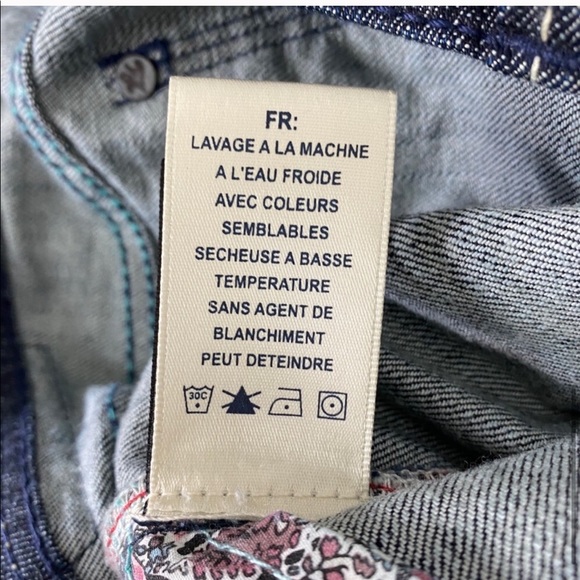 FR:
LAVAGE A LA MACHNE
A L'EAU FROIDE
AVEC COLEURS
SEMBLABLES
SECHEUSE A BASSE
TEMPERATURE
SANS AGENT DE
BLANCHIMENT
PEUT DETEINDRE
30C